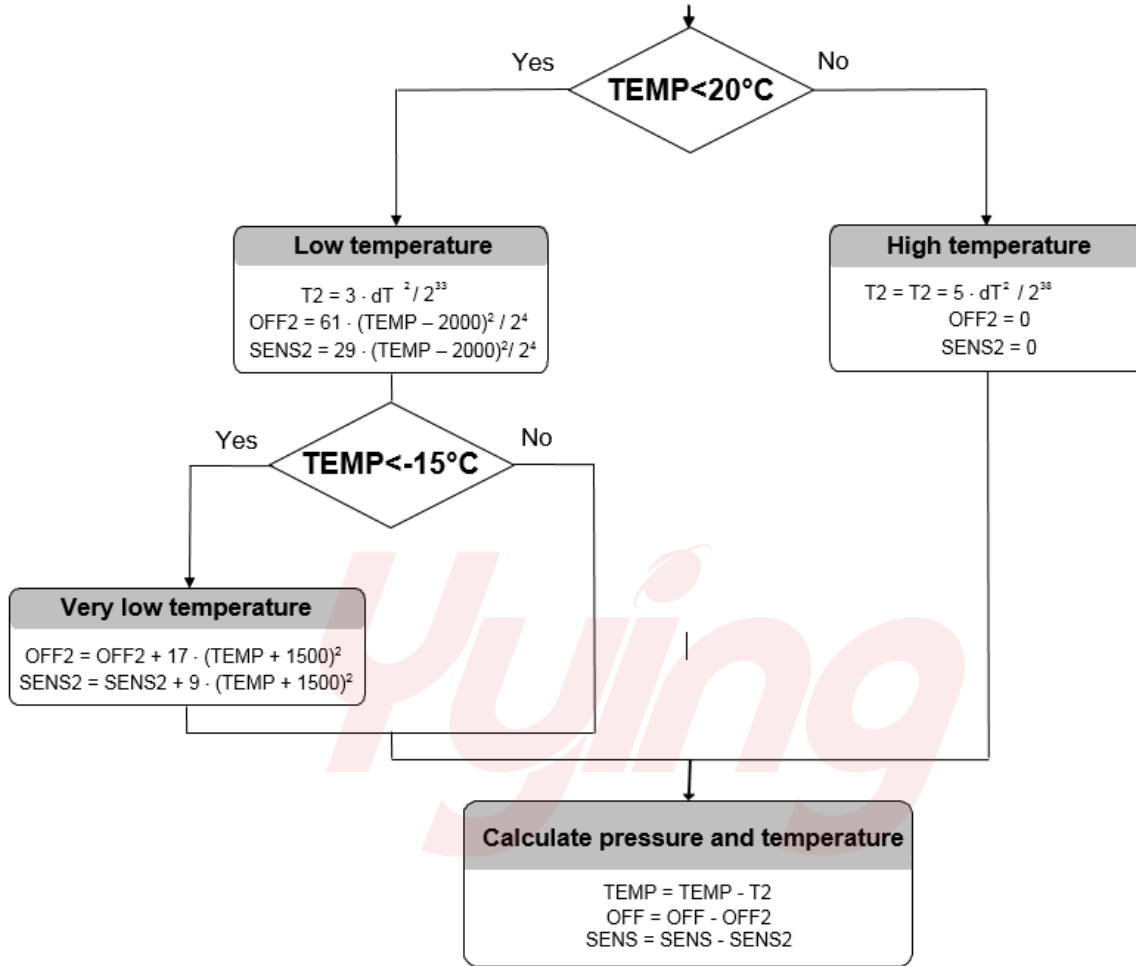 Yes
TEMP<20°C
No
Low temperature
T2 = 3 · dT ² / 2³³
OFF2 = 61 · (TEMP – 2000)² / 2⁴
SENS2 = 29 · (TEMP – 2000)²/ 2⁴
High temperature
T2 = T2 = 5 · dT² / 2³⁸
OFF2 = 0
SENS2 = 0
Yes
TEMP<-15°C
No
Very low temperature
OFF2 = OFF2 + 17 · (TEMP + 1500)²
SENS2 = SENS2 + 9 · (TEMP + 1500)²
Yying
Calculate pressure and temperature
TEMP = TEMP - T2
OFF = OFF - OFF2
SENS = SENS - SENS2